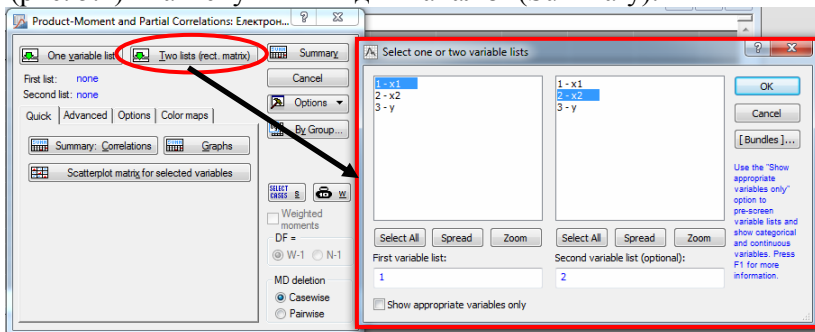 Product-Moment and Partial Correlations: Електрон...
One variable list
Two lists (rect. matrix)
Summary
First list: none
Second list: none
Cancel
Options
By Group...
Quick
Advanced
Options
Color maps
Summary: Correlations
Graphs
Scatterplot matrix for selected variables
SELECT CASES
S
W
Weighted moments
DF =
W-1
N-1
MD deletion
Casewise
Pairwise
Select one or two variable lists
1 - x1
2 - x2
3 - y
1 - x1
2 - x2
3 - y
OK
Cancel
[ Bundles ]...
Use the "Show
appropriate
variables only"
option to
pre-screen
variable lists and
show categorical
and continuous
variables. Press
F1 for more
information.
Select All
Spread
Zoom
Select All
Spread
Zoom
First variable list:
Second variable list (optional):
1
2
Show appropriate variables only